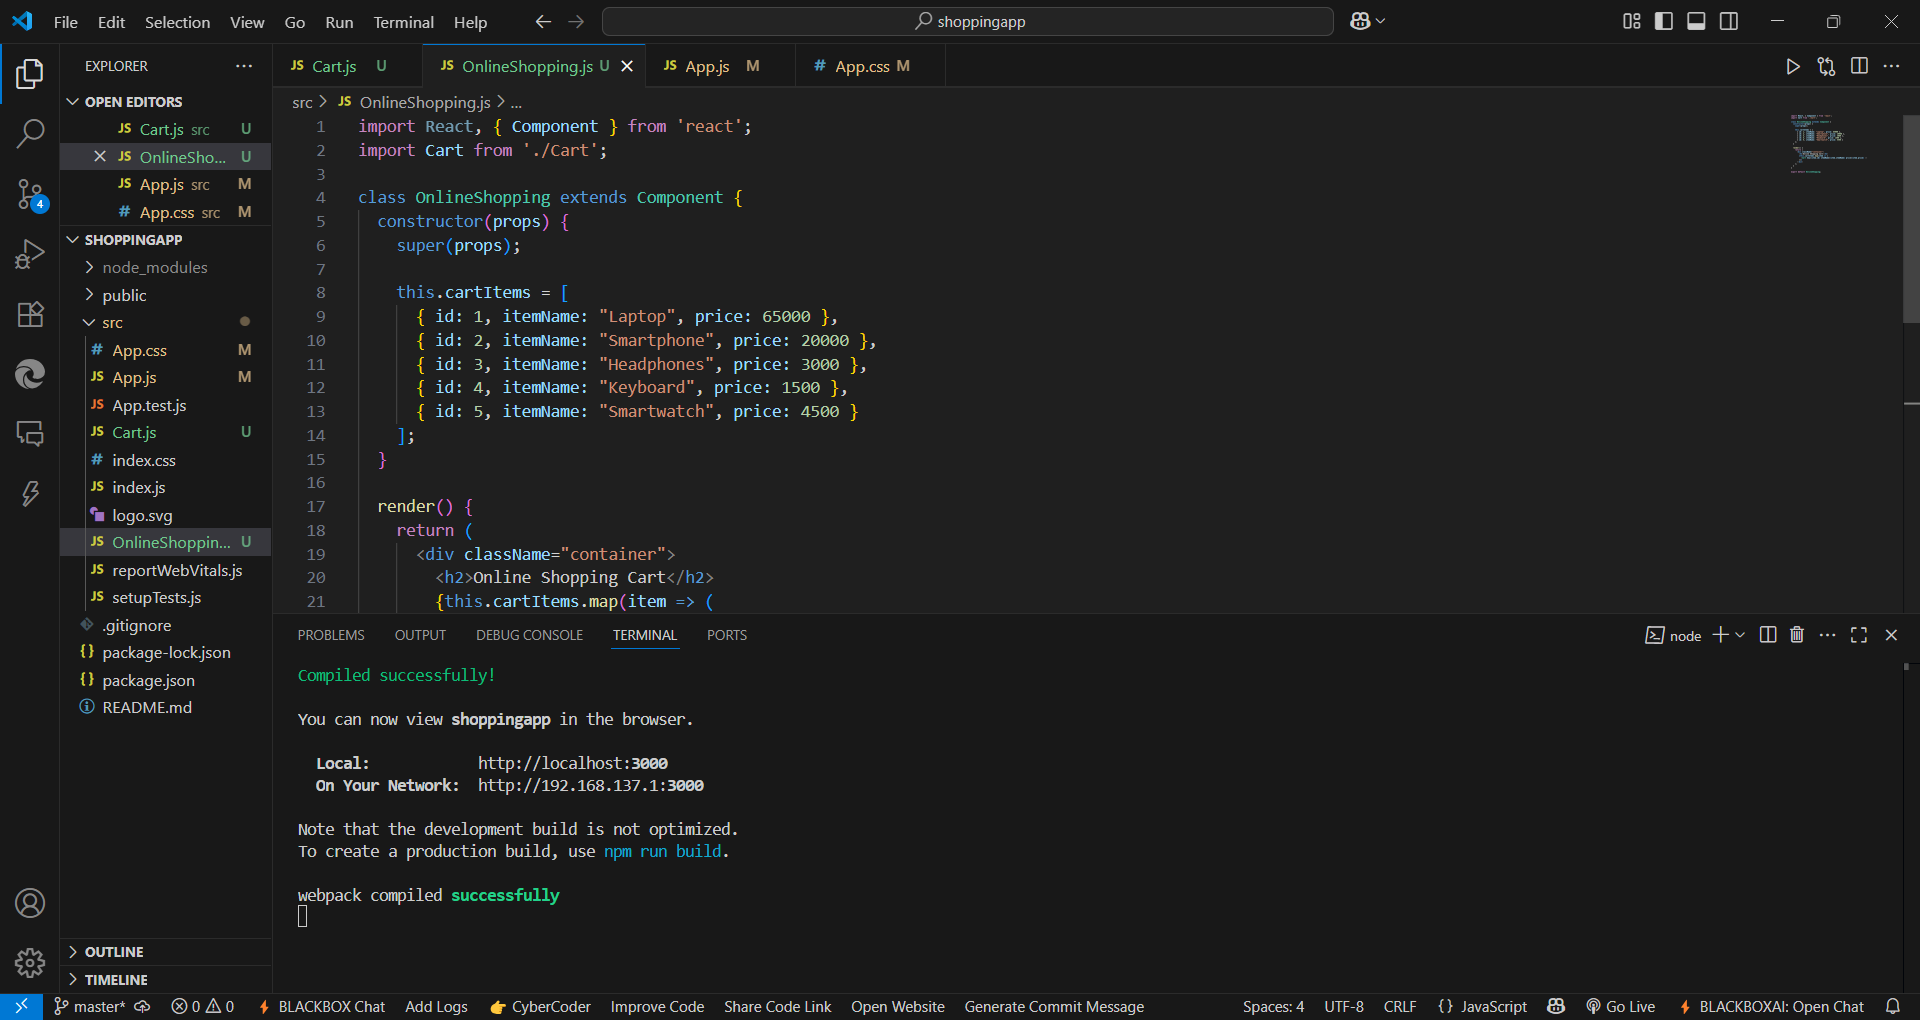 File Edit Selection View Go Run Terminal Help
shoppingapp
EXPLORER
OPEN EDITORS
JS Cart.js src U
JS OnlineSho... U
JS App.js src M
# App.css src M
SHOPPINGAPP
node_modules
public
src
# App.css M
JS App.js M
JS App.test.js
JS Cart.js U
# index.css
JS index.js
logo.svg
JS OnlineShoppin... U
JS reportWebVitals.js
JS setupTests.js
.gitignore
{} package-lock.json
{} package.json
README.md
OUTLINE
TIMELINE
4
JS Cart.js U
JS OnlineShopping.js U
JS App.js M
# App.css M
src > JS OnlineShopping.js > ...
1 import React, { Component } from 'react';
2 import Cart from './Cart';
3
4 class OnlineShopping extends Component {
5 constructor(props) {
6 super(props);
7
8 this.cartItems = [
9 { id: 1, itemName: "Laptop", price: 65000 },
10 { id: 2, itemName: "Smartphone", price: 20000 },
11 { id: 3, itemName: "Headphones", price: 3000 },
12 { id: 4, itemName: "Keyboard", price: 1500 },
13 { id: 5, itemName: "Smartwatch", price: 4500 }
14 ];
15 }
16
17 render() {
18 return (
19 <div className="container">
20 <h2>Online Shopping Cart</h2>
21 {this.cartItems.map(item => (
PROBLEMS OUTPUT DEBUG CONSOLE TERMINAL PORTS
node
Compiled successfully!
You can now view shoppingapp in the browser.
Local: http://localhost:3000
On Your Network: http://192.168.137.1:3000
Note that the development build is not optimized.
To create a production build, use npm run build.
webpack compiled successfully
master* 0 0 BLACKBOX Chat Add Logs CyberCoder Improve Code Share Code Link Open Website Generate Commit Message Spaces: 4 UTF-8 CRLF {} JavaScript Go Live BLACKBOXAI: Open Chat